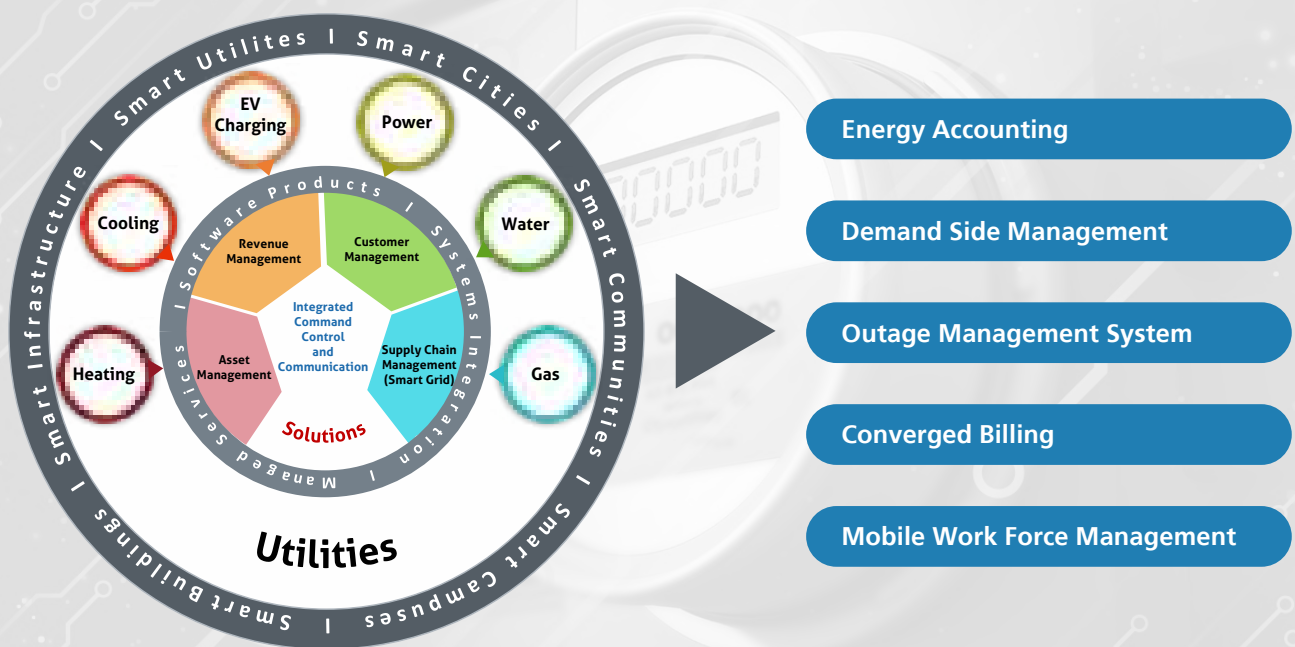 Smart Infrastructure I Smart Utilites I Smart Cities I Smart Communities I Smart Campuses I Smart Buildings I
EV
Charging
Power
Cooling
Water
Heating
Gas
I Software Products I Systems Integration I Managed Services
Revenue
Management
Customer
Management
Asset
Management
Supply Chain
Management
(Smart Grid)
Integrated
Command
Control
and
Communication
Solutions
Utilities
Energy Accounting
Demand Side Management
Outage Management System
Converged Billing
Mobile Work Force Management